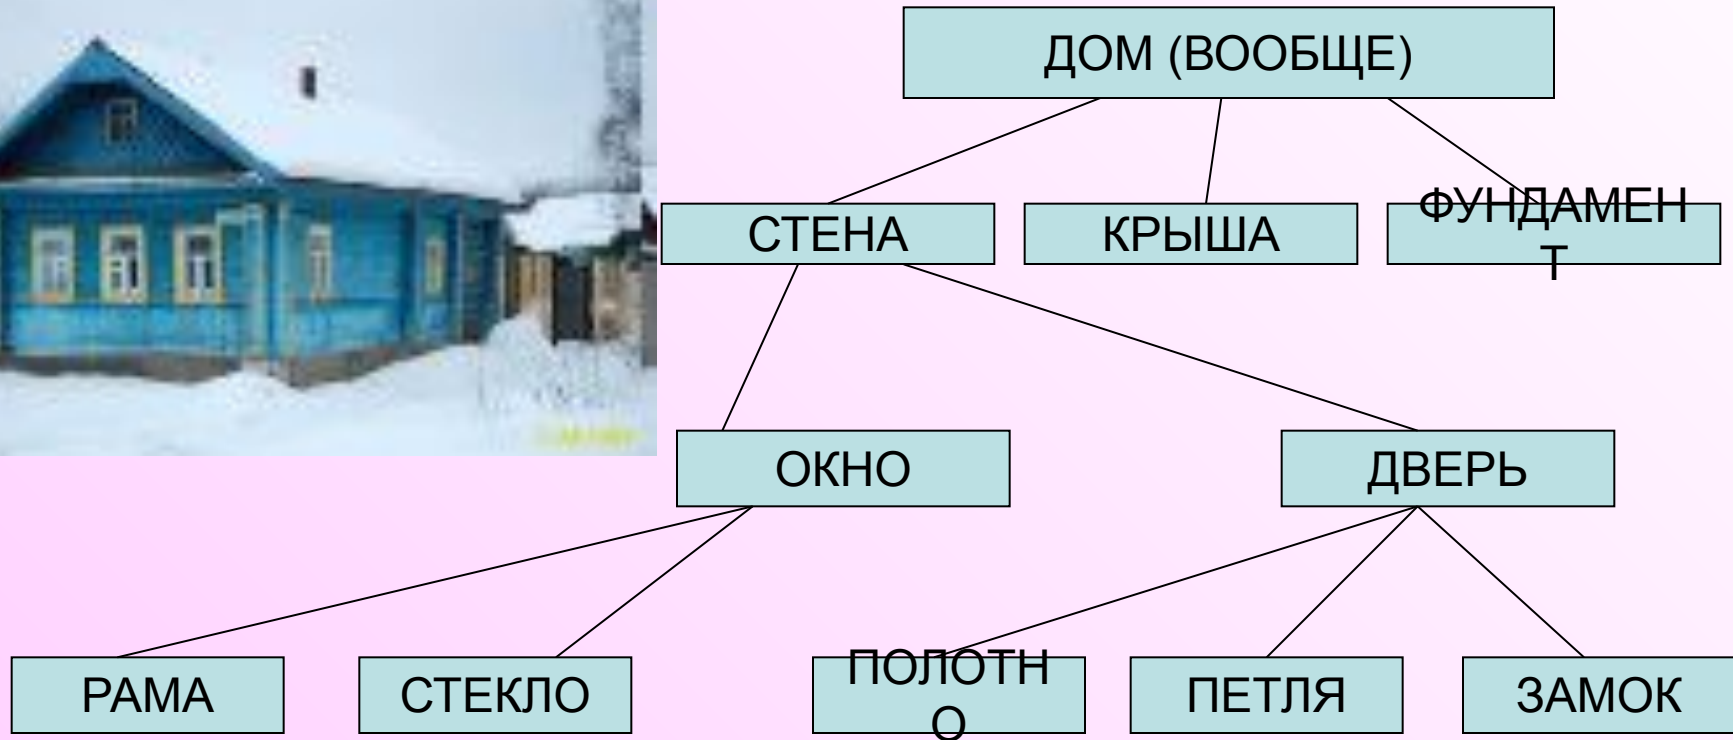 ДОМ (ВООБЩЕ)
СТЕНА
КРЫША
ФУНДАМЕН
Т
ОКНО
ДВЕРЬ
РАМА
СТЕКЛО
ПОЛОТН
О
ПЕТЛЯ
ЗАМОК